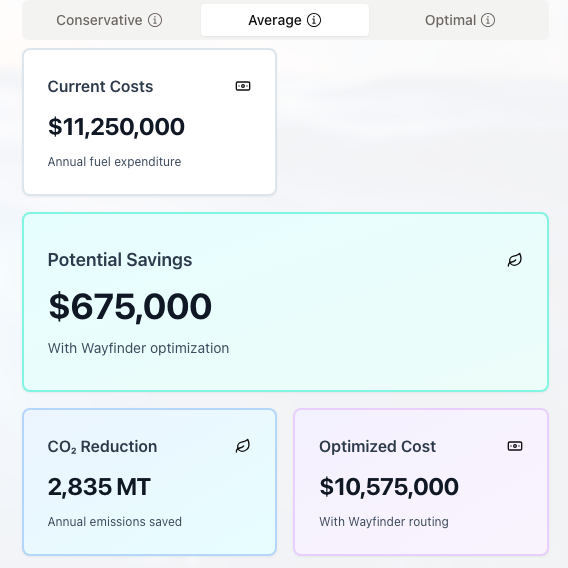 Conservative
Average
Optimal
Current Costs
$11,250,000
Annual fuel expenditure
Potential Savings
$675,000
With Wayfinder optimization
CO₂ Reduction
2,835 MT
Annual emissions saved
Optimized Cost
$10,575,000
With Wayfinder routing